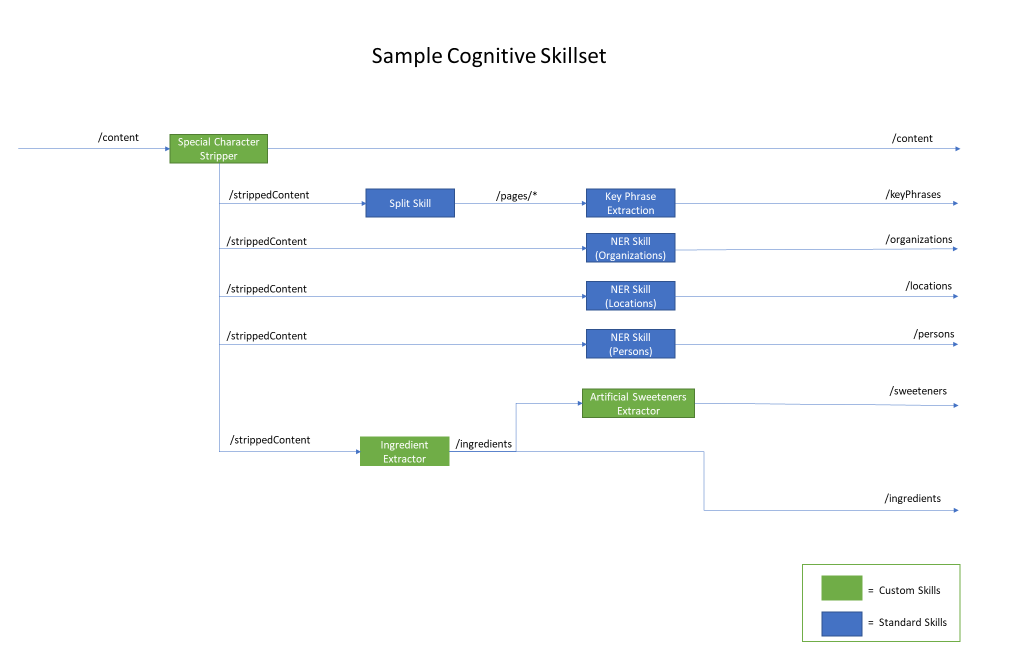 Sample Cognitive Skillset
/content
Special Character
Stripper
/content
/strippedContent
Split Skill
/pages/*
Key Phrase
Extraction
/keyPhrases
/strippedContent
NER Skill
(Organizations)
/organizations
/strippedContent
NER Skill
(Locations)
/locations
/strippedContent
NER Skill
(Persons)
/persons
Artificial Sweeteners
Extractor
/sweeteners
/strippedContent
Ingredient
Extractor
/ingredients
/ingredients
= Custom Skills
= Standard Skills